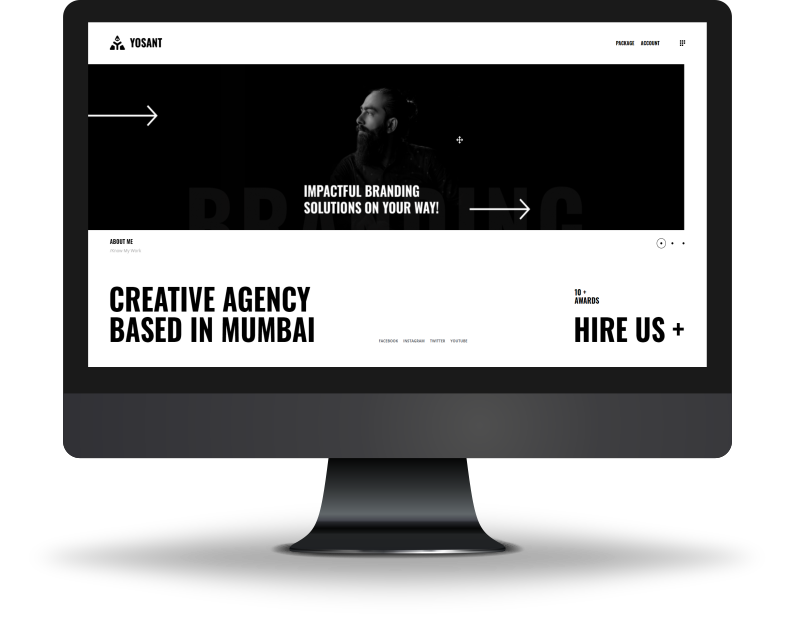 YOSANT
PACKAGE ACCOUNT
BRANDING
IMPACTFUL BRANDING
SOLUTIONS ON YOUR WAY!
ABOUT ME
Know My Work
CREATIVE AGENCY
BASED IN MUMBAI
FACEBOOK INSTAGRAM TWITTER YOUTUBE
10 +
AWARDS
HIRE US +